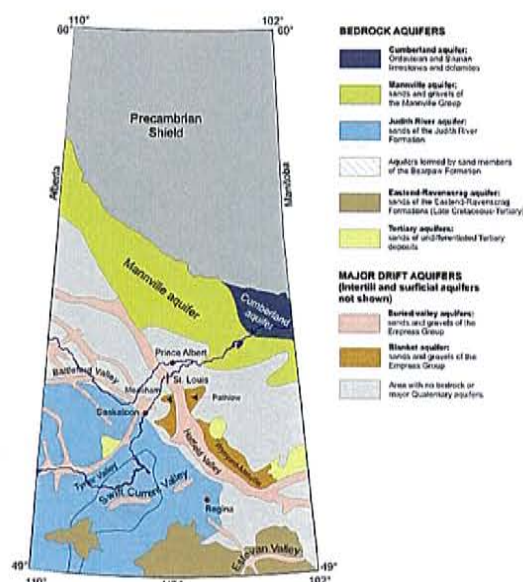 110°
102°
60°
60°
Precambrian
Shield
Alberta
Manitoba
Mannville aquifer
Cumberland
aquifer
Prince Albert
Battleford Valley
St. Louis
Meacham
Saskatoon
Hatfield Valley
Tyner Valley
Swift Current Valley
Regina
Estevan Valley
49°
49°
BEDROCK AQUIFERS
Cumberland aquifer:
Ordovician and Silurian
limestones and dolomites
Mannville aquifer:
sands and gravels of
the Mannville Group
Judith River aquifer:
sands of the Judith River
Formation
Aquifers formed by sand members
of the Bearpaw Formation
Eastend-Ravenscrag aquifer:
sands of the Eastend-Ravenscrag
Formations (Late Cretaceous-Tertiary)
Tertiary aquifers:
sands of undifferentiated Tertiary
deposits
MAJOR DRIFT AQUIFERS
(Intertill and surficial aquifers
not shown)
Buried valley aquifers:
sands and gravels of the
Empress Group
Blanket aquifer:
sands and gravels of the
Empress Group
Area with no bedrock or
major Quaternary aquifers